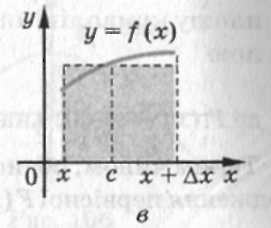 y
y = f(x)
0 x c x + Δx x
в